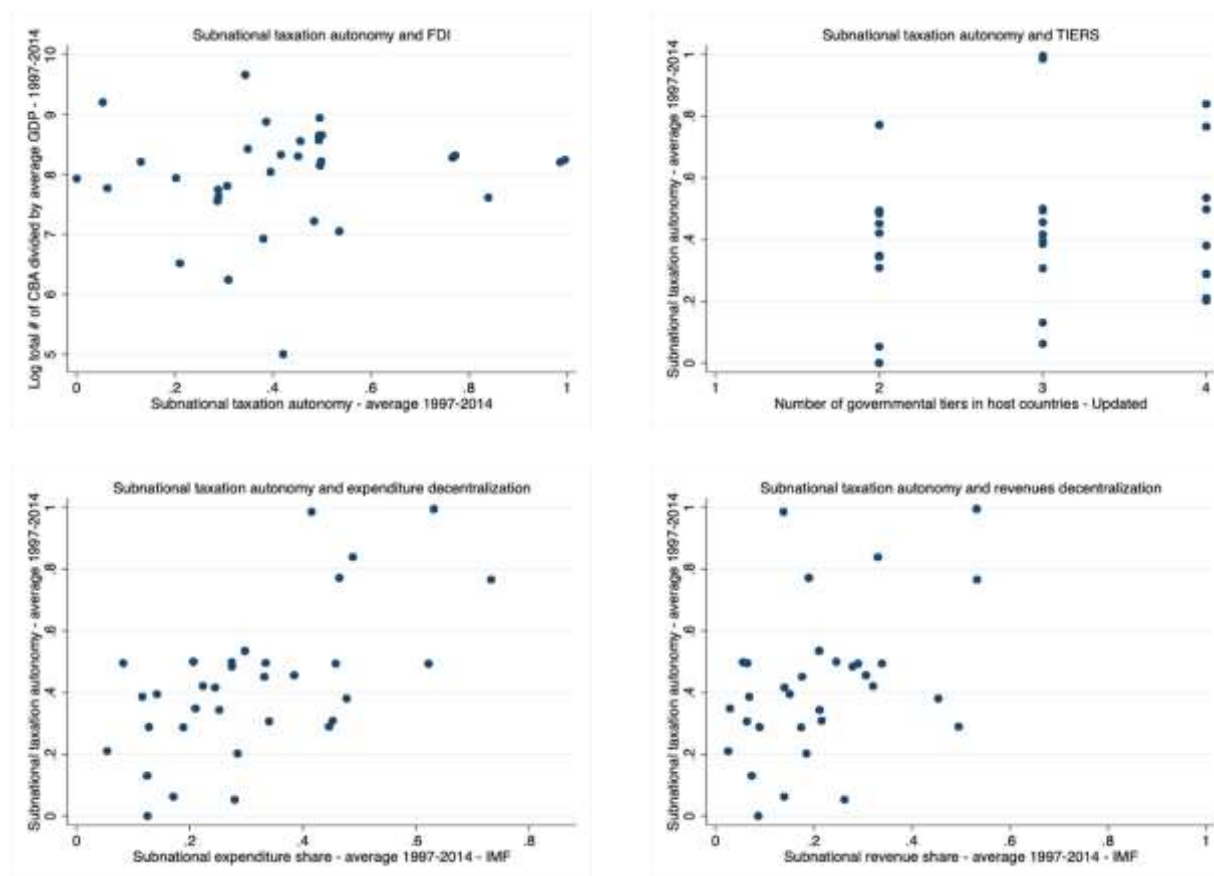 Subnational taxation autonomy and FDI
Log total # of CBA divided by average GDP - 1997-2014
10
9
8
7
6
5
0 .2 .4 .6 .8 1
Subnational taxation autonomy - average 1997-2014
Subnational taxation autonomy and TIERS
Subnational taxation autonomy - average 1997-2014
1
.8
.6
.4
.2
0
1 2 3 4
Number of governmental tiers in host countries - Updated
Subnational taxation autonomy and expenditure decentralization
Subnational taxation autonomy - average 1997-2014
1
.8
.6
.4
.2
0
0 .2 .4 .6 .8
Subnational expenditure share - average 1997-2014 - IMF
Subnational taxation autonomy and revenues decentralization
Subnational taxation autonomy - average 1997-2014
1
.8
.6
.4
.2
0
0 .2 .4 .6 .8 1
Subnational revenue share - average 1997-2014 - IMF